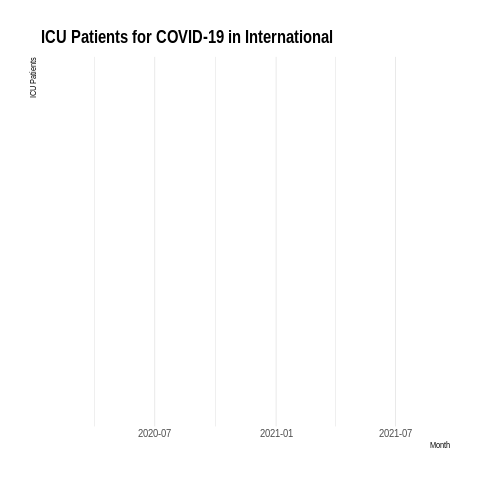 ICU Patients for COVID-19 in International
ICU Patients
2020-07 2021-01 2021-07
Month